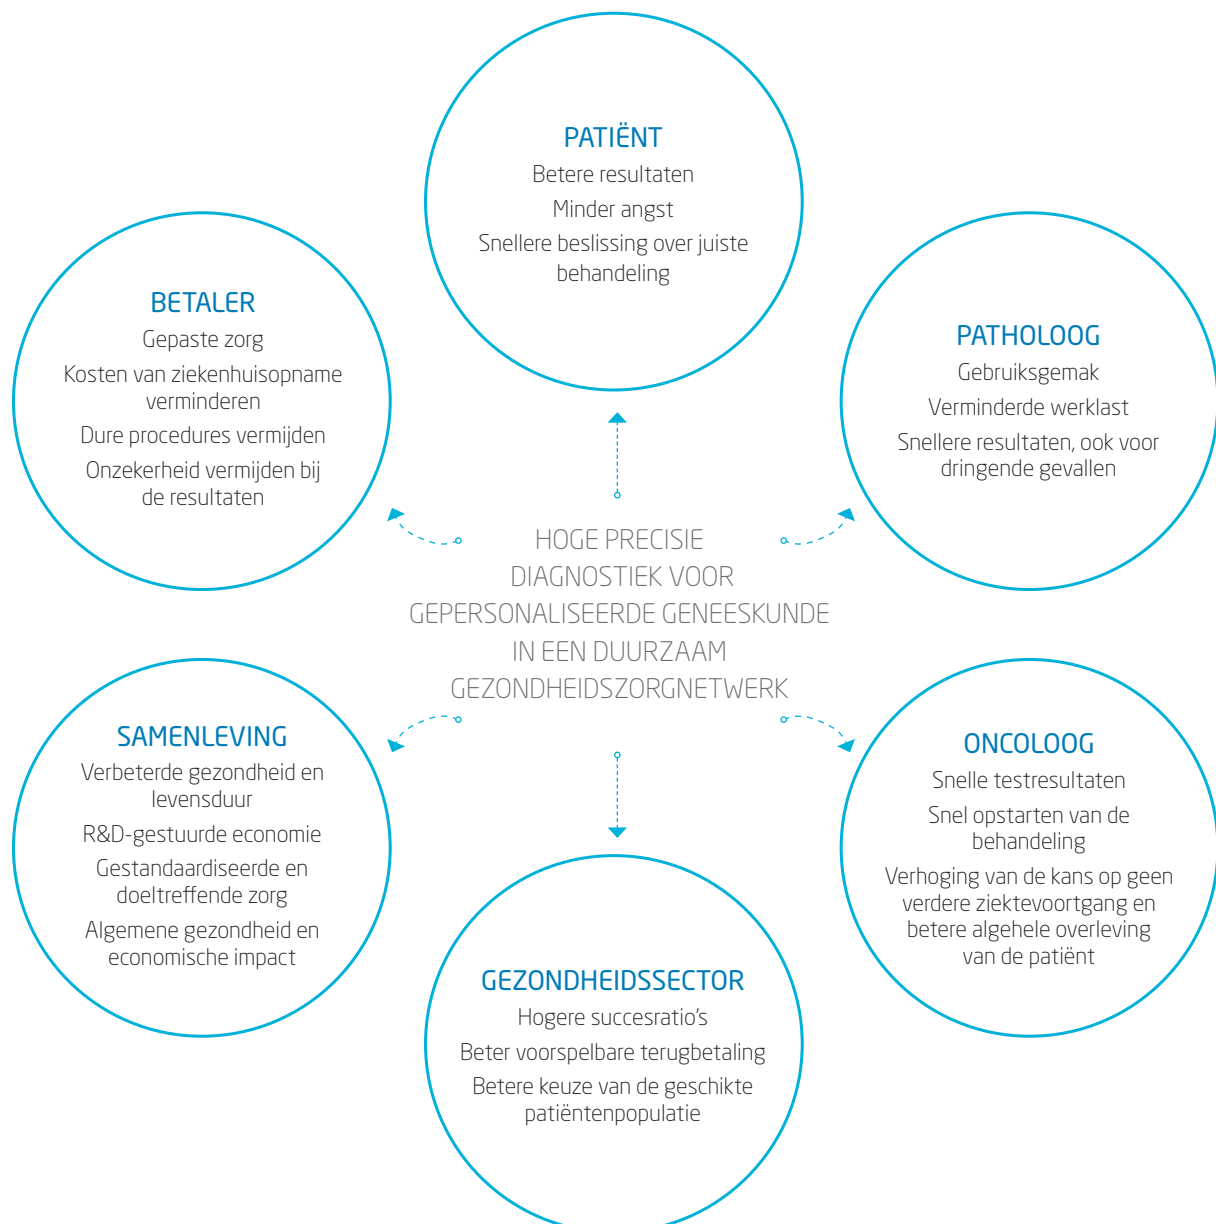 PATIËNT
Betere resultaten
Minder angst
Snellere beslissing over juiste
behandeling
BETALER
Gepaste zorg
Kosten van ziekenhuisopname
verminderen
Dure procedures vermijden
Onzekerheid vermijden bij
de resultaten
PATHOLOOG
Gebruiksgemak
Verminderde werklast
Snellere resultaten, ook voor
dringende gevallen
HOGE PRECISIE
DIAGNOSTIEK VOOR
GEPERSONALISEERDE GENEESKUNDE
IN EEN DUURZAAM
GEZONDHEIDSZORGNETWERK
SAMENLEVING
Verbeterde gezondheid en
levensduur
R&D-gestuurde economie
Gestandaardiseerde en
doeltreffende zorg
Algemene gezondheid en
economische impact
ONCOLOOG
Snelle testresultaten
Snel opstarten van de
behandeling
Verhoging van de kans op geen
verdere ziektevoortgang en
betere algehele overleving
van de patiënt
GEZONDHEIDSSECTOR
Hogere succesratio's
Beter voorspelbare terugbetaling
Betere keuze van de geschikte
patiëntenpopulatie